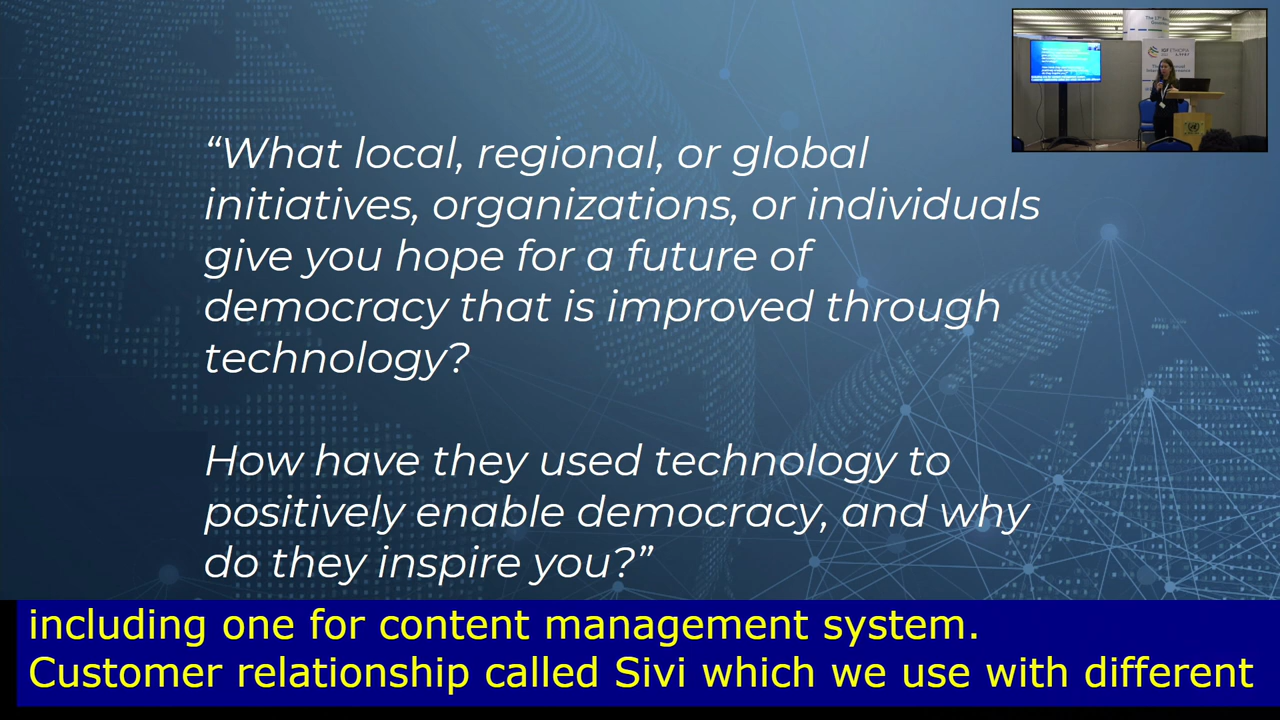 “What local, regional, or global
initiatives, organizations, or individuals
give you hope for a future of
democracy that is improved through
technology?
How have they used technology to
positively enable democracy, and why
do they inspire you?”
including one for content management system.
Customer relationship called Sivi which we use with different